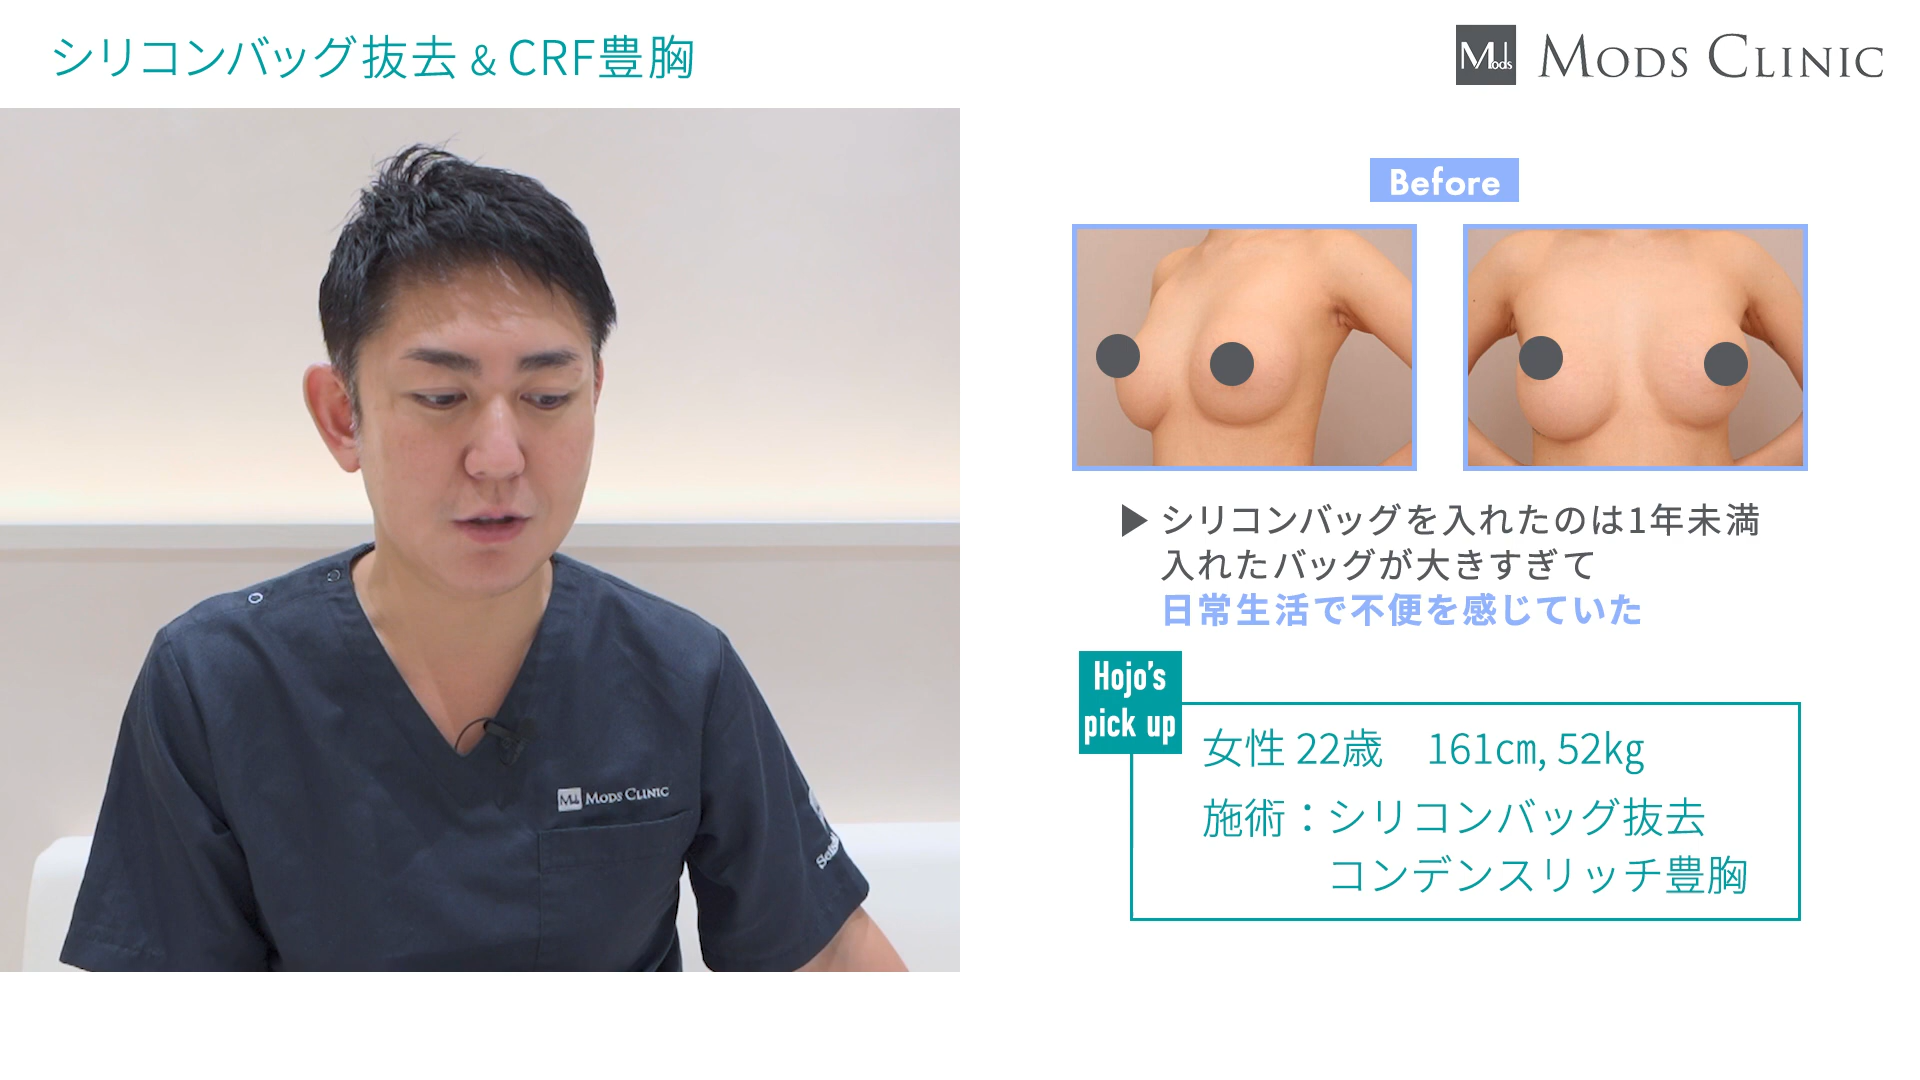 シリコンバッグ抜去 & CRF豊胸
Mods
MODS CLINIC
Before
▶ シリコンバッグを入れたのは1年未満
入れたバッグが大きすぎて
日常生活で不便を感じていた
Hojo's
pick up
女性 22歳　161cm, 52kg
施術：シリコンバッグ抜去
コンデンスリッチ豊胸
MODS CLINIC